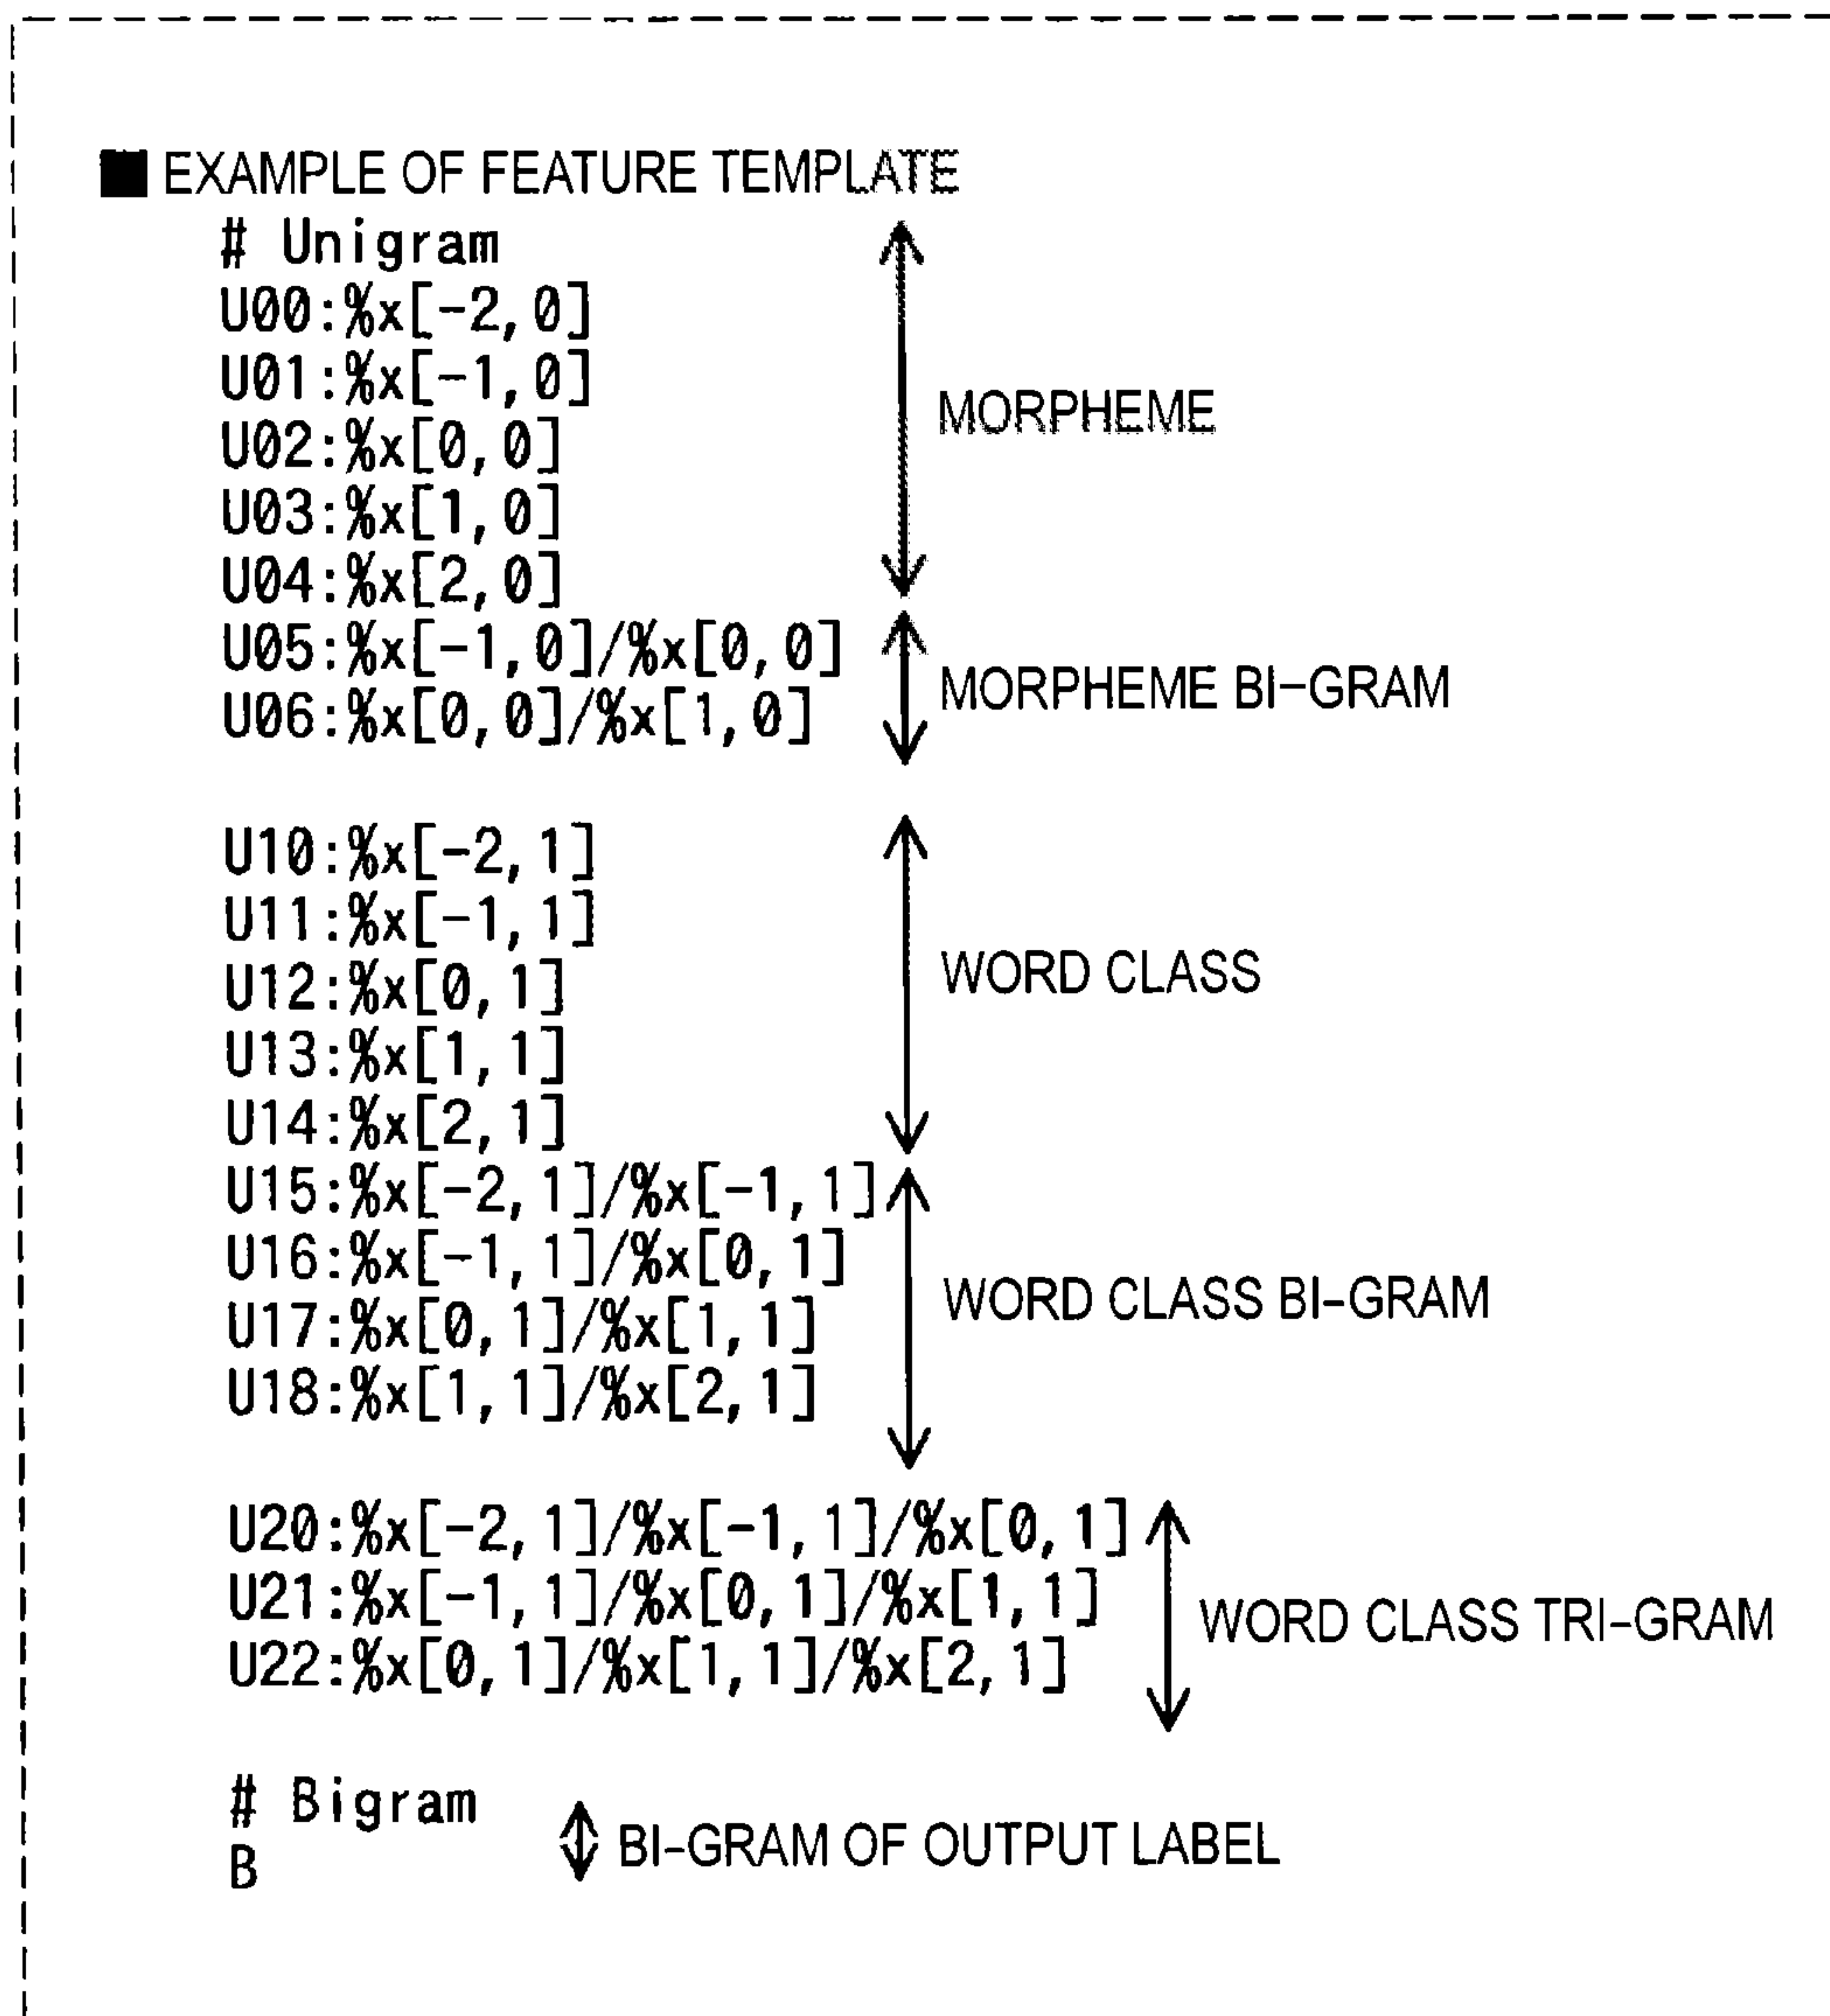 ■ EXAMPLE OF FEATURE TEMPLATE
# Unigram
U00:%x[-2,0]
U01:%x[-1,0]
U02:%x[0,0]
MORPHEME
U03:%x[1,0]
U04:%x[2,0]
U05:%x[-1,0]/%x[0,0]
MORPHEME BI-GRAM
U06:%x[0,0]/%x[1,0]
U10:%x[-2,1]
U11:%x[-1,1]
U12:%x[0,1]
WORD CLASS
U13:%x[1,1]
U14:%x[2,1]
U15:%x[-2,1]/%x[-1,1]
U16:%x[-1,1]/%x[0,1]
WORD CLASS BI-GRAM
U17:%x[0,1]/%x[1,1]
U18:%x[1,1]/%x[2,1]
U20:%x[-2,1]/%x[-1,1]/%x[0,1]
U21:%x[-1,1]/%x[0,1]/%x[1,1]
WORD CLASS TRI-GRAM
U22:%x[0,1]/%x[1,1]/%x[2,1]
# Bigram
B
BI-GRAM OF OUTPUT LABEL